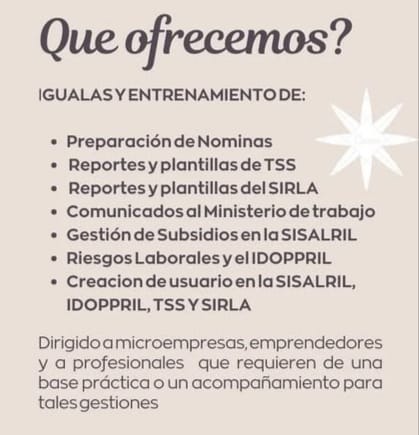 Que ofrecemos?
IGUALAS Y ENTRENAMIENTO DE:
• Preparación de Nominas
• Reportes y plantillas de TSS
• Reportes y plantillas del SIRLA
• Comunicados al Ministerio de trabajo
• Gestión de Subsidios en la SISALRIL
• Riesgos Laborales y el IDOPPRIL
• Creacion de usuario en la SISALRIL,
IDOPPRIL, TSS Y SIRLA
Dirigido a microempresas, emprendedores
y a profesionales que requieren de una
base práctica o un acompañamiento para
tales gestiones